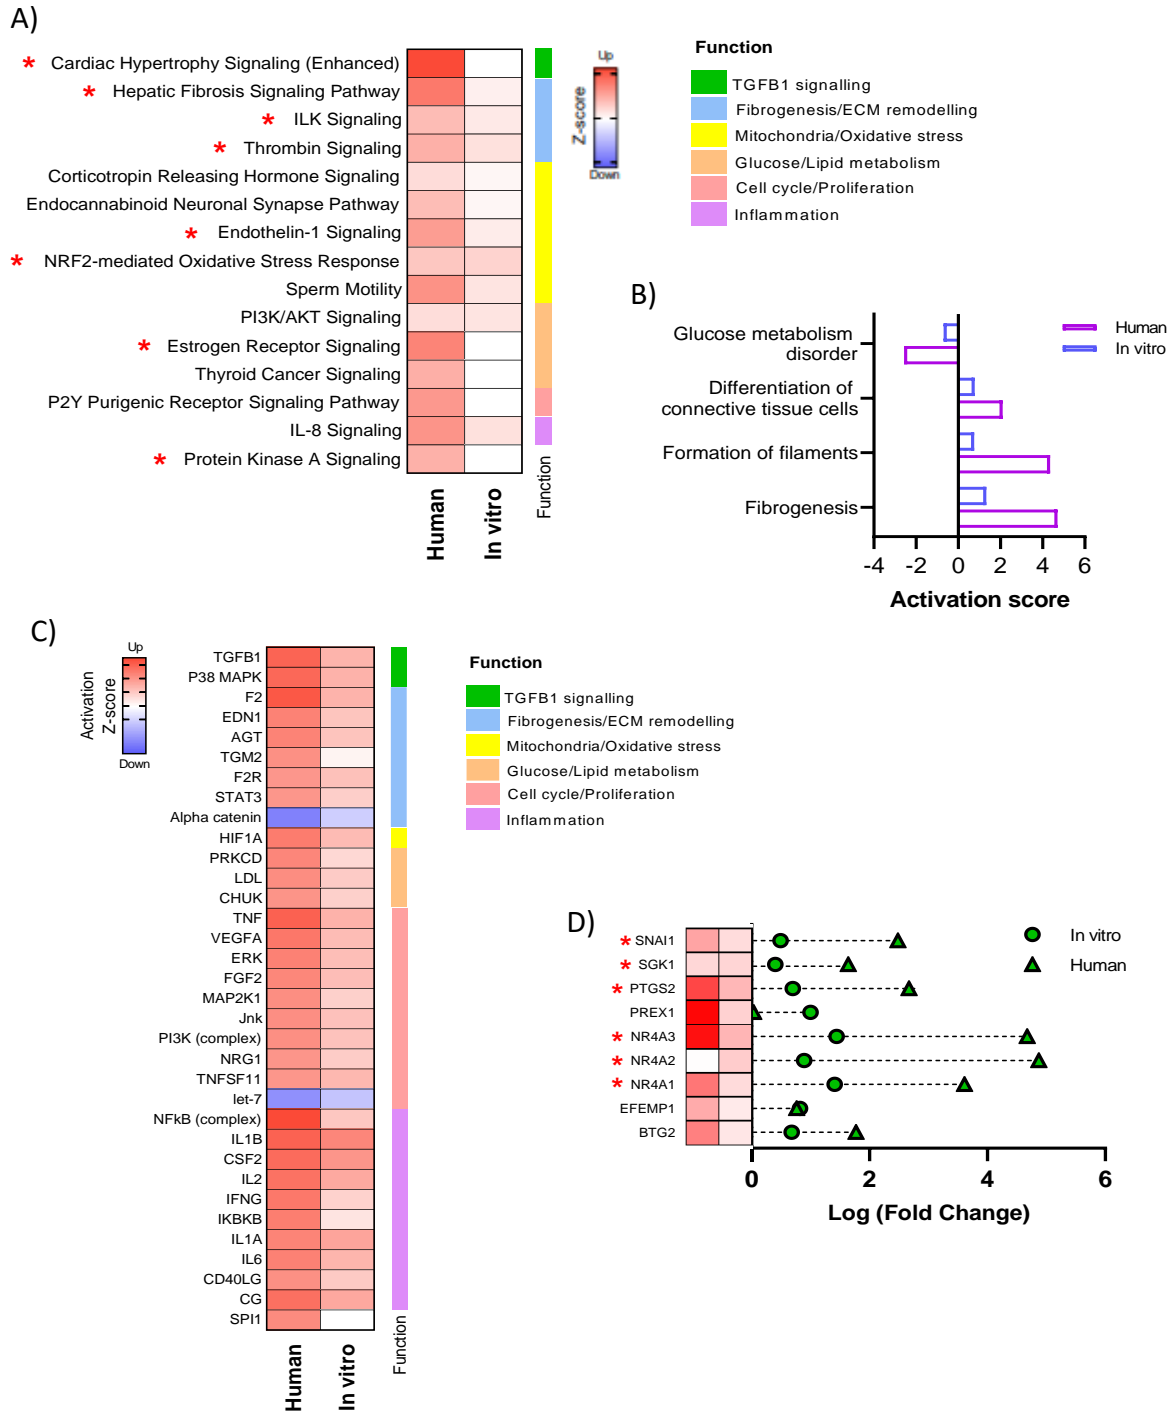 A)
* Cardiac Hypertrophy Signaling (Enhanced)
* Hepatic Fibrosis Signaling Pathway
* ILK Signaling
* Thrombin Signaling
Corticotropin Releasing Hormone Signaling
Endocannabinoid Neuronal Synapse Pathway
* Endothelin-1 Signaling
* NRF2-mediated Oxidative Stress Response
Sperm Motility
PI3K/AKT Signaling
* Estrogen Receptor Signaling
Thyroid Cancer Signaling
P2Y Purigenic Receptor Signaling Pathway
IL-8 Signaling
* Protein Kinase A Signaling
Human
In vitro
Function
Up
Z-score
Down
Function
TGFB1 signalling
Fibrogenesis/ECM remodelling
Mitochondria/Oxidative stress
Glucose/Lipid metabolism
Cell cycle/Proliferation
Inflammation
B)
Glucose metabolism
disorder
Differentiation of
connective tissue cells
Formation of filaments
Fibrogenesis
-4 -2 0 2 4 6
Activation score
Human
In vitro
C)
Up
Activation
Z-score
Down
TGFB1
P38 MAPK
F2
EDN1
AGT
TGM2
F2R
STAT3
Alpha catenin
HIF1A
PRKCD
LDL
CHUK
TNF
VEGFA
ERK
FGF2
MAP2K1
Jnk
PI3K (complex)
NRG1
TNFSF11
let-7
NFkB (complex)
IL1B
CSF2
IL2
IFNG
IKBKB
IL1A
IL6
CD40LG
CG
SPI1
Human
In vitro
Function
Function
TGFB1 signalling
Fibrogenesis/ECM remodelling
Mitochondria/Oxidative stress
Glucose/Lipid metabolism
Cell cycle/Proliferation
Inflammation
D)
* SNAI1
* SGK1
* PTGS2
PREX1
* NR4A3
* NR4A2
* NR4A1
EFEMP1
BTG2
0 2 4 6
Log (Fold Change)
In vitro
Human